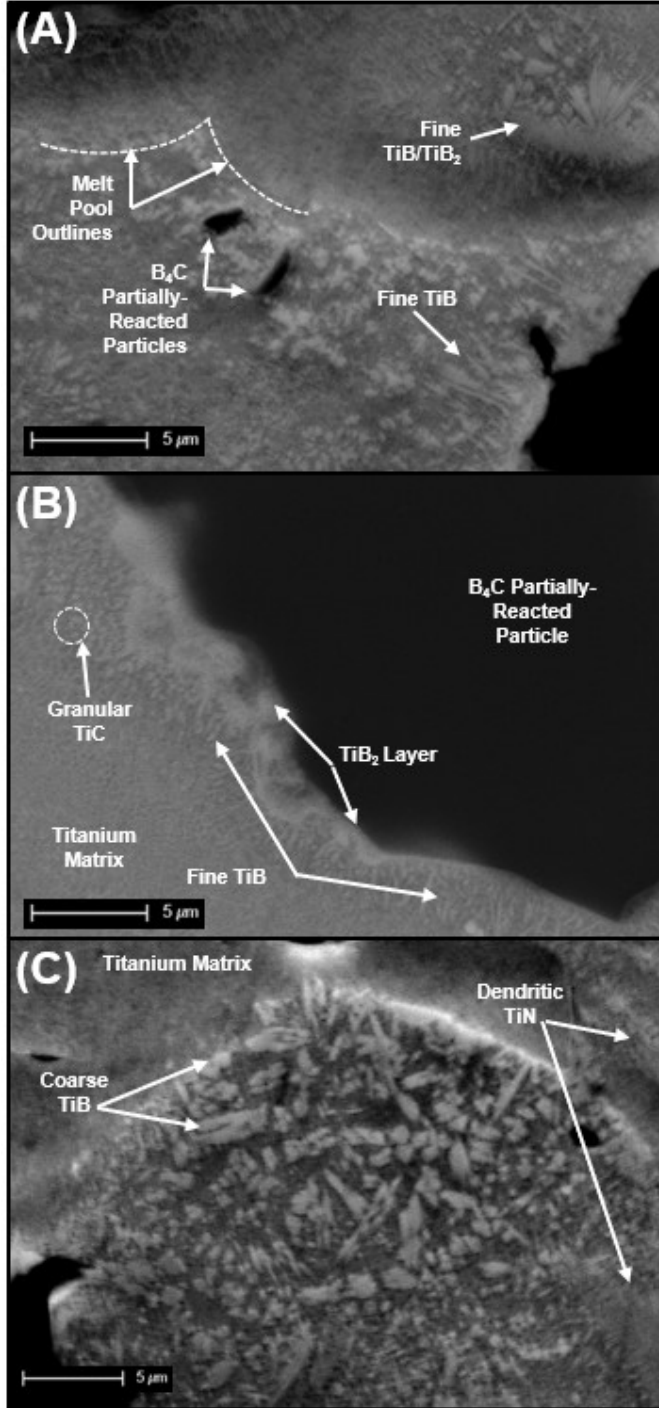 (A)
Fine
TiB/TiB₂
Melt
Pool
Outlines
B₄C
Partially-
Reacted
Particles
Fine TiB
5 μm
(B)
B₄C Partially-
Reacted
Particle
Granular
TiC
TiB₂ Layer
Titanium
Matrix
Fine TiB
5 μm
(C)
Titanium Matrix
Dendritic
TiN
Coarse
TiB
5 μm